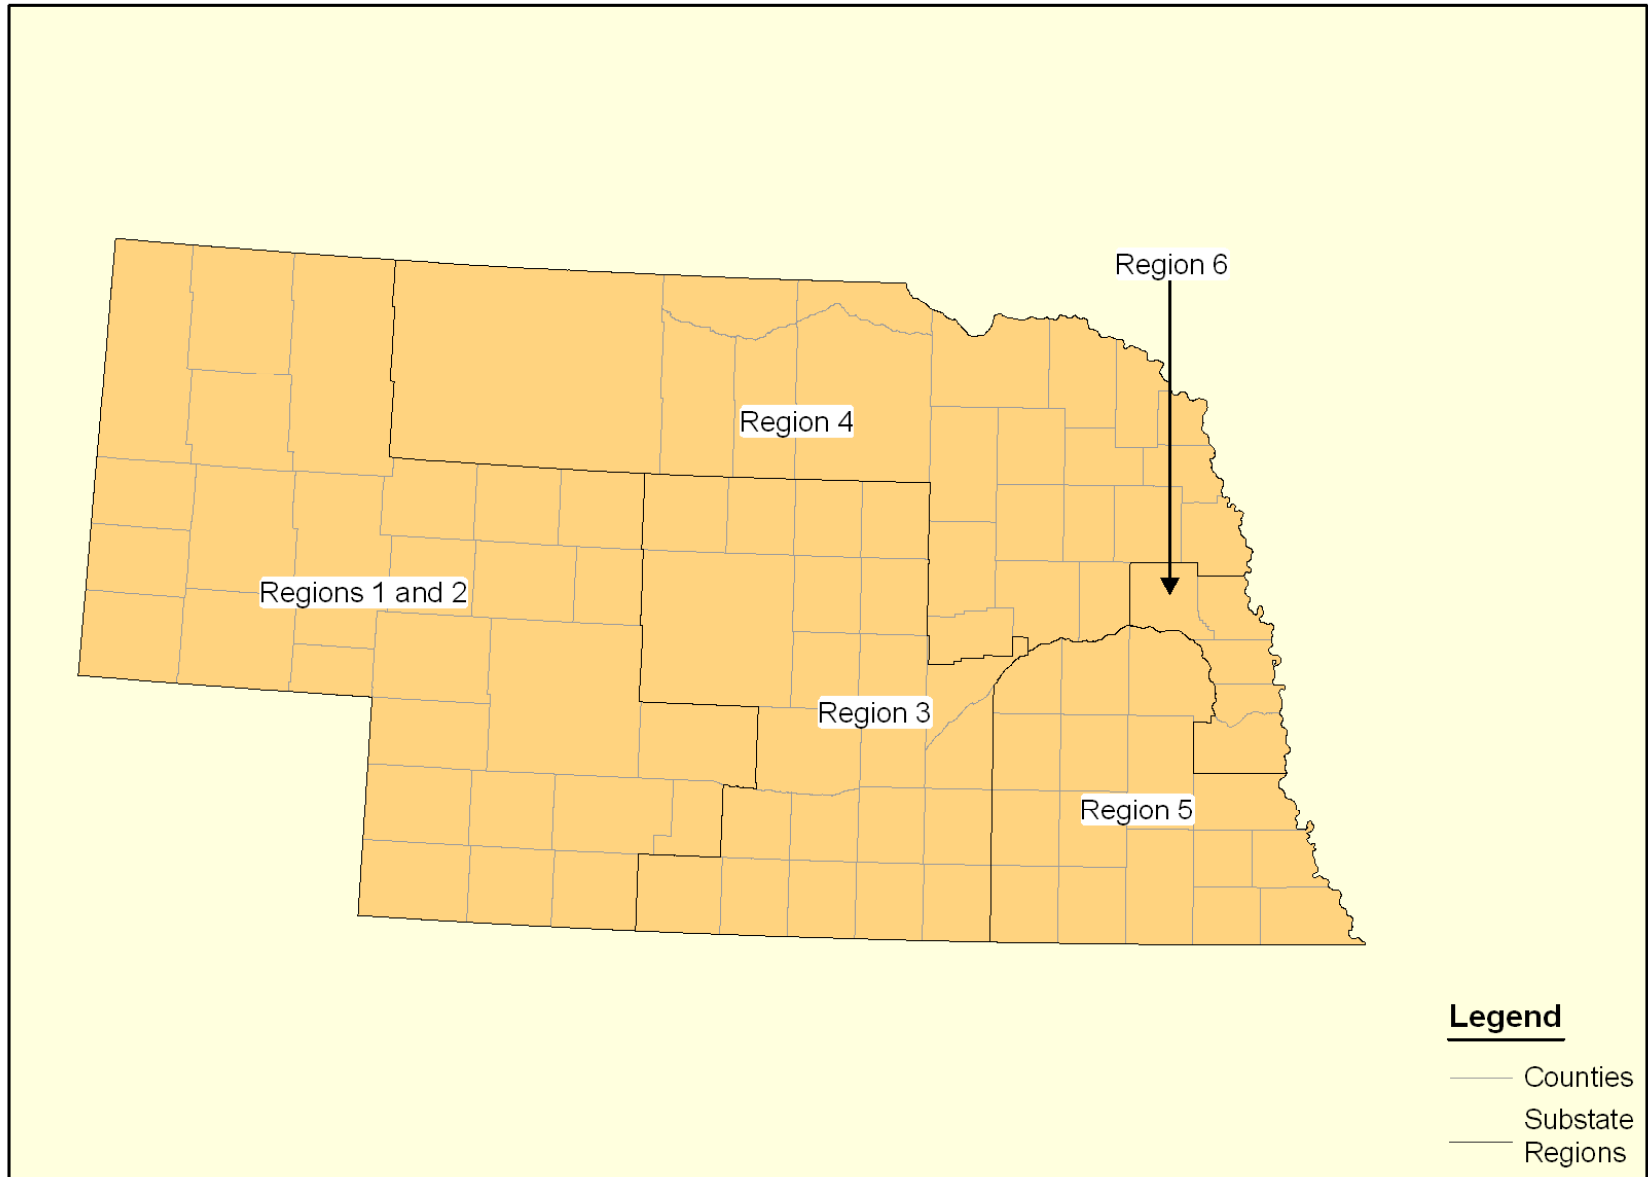 Region 6
Region 4
Regions 1 and 2
Region 3
Region 5
Legend
Counties
Substate
Regions